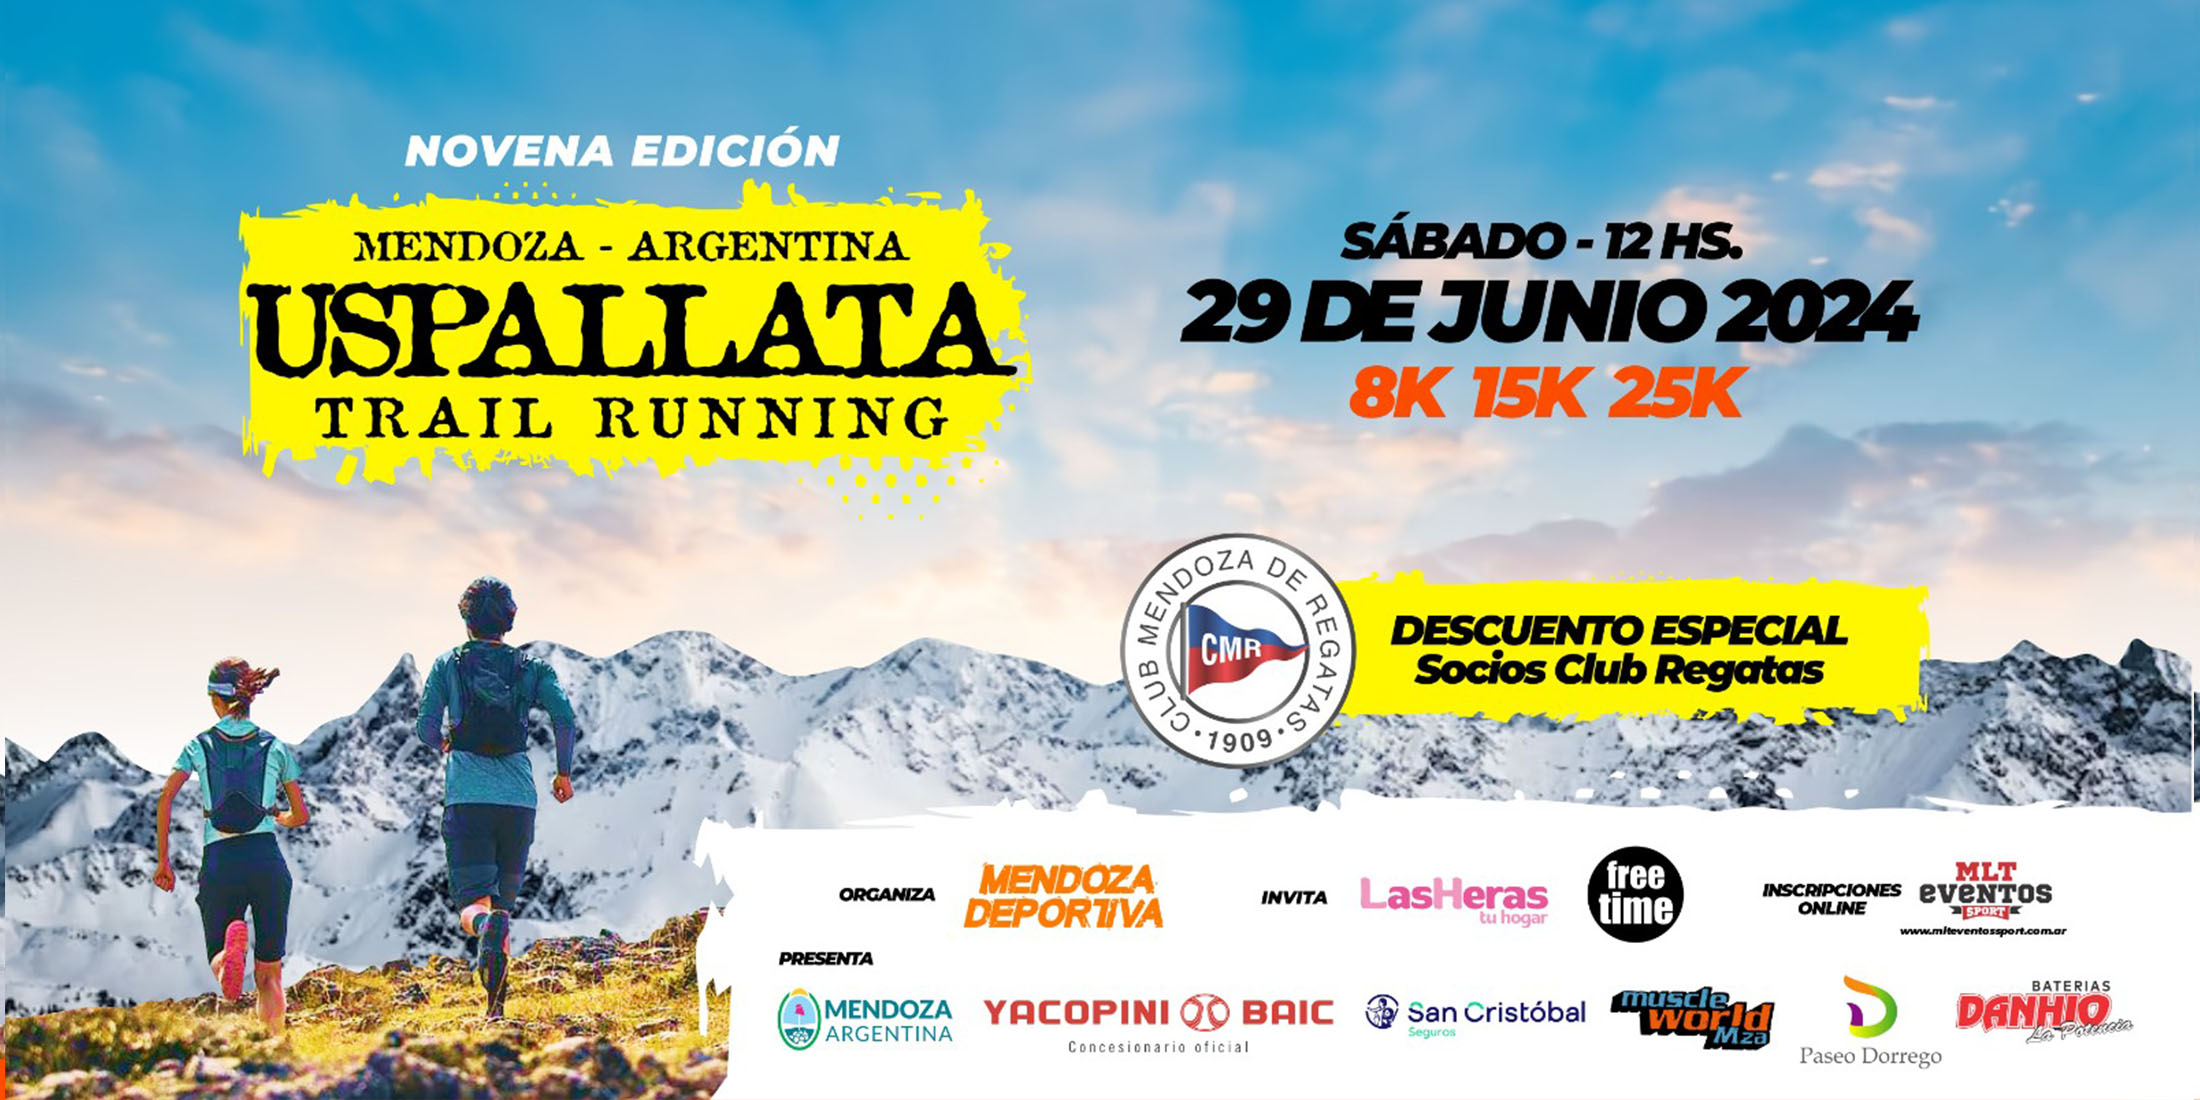 NOVENA EDICIÓN
MENDOZA - ARGENTINA
USPALLATA
TRAIL RUNNING
SÁBADO - 12 HS.
29 DE JUNIO 2024
8K 15K 25K
CLUB MENDOZA DE REGATAS
CMR
· 1909 ·
DESCUENTO ESPECIAL
Socios Club Regatas
ORGANIZA
MENDOZA
DEPORTIVA
INVITA
LasHeras
tu hogar
free
time
INSCRIPCIONES
ONLINE
MLT
eventos
SPORT
www.mlteventossport.com.ar
PRESENTA
MENDOZA
ARGENTINA
YACOPINI BAIC
Concesionario oficial
San Cristóbal
Seguros
muscle
world
Mza
Paseo Dorrego
BATERIAS
DANHIO
La Potencia